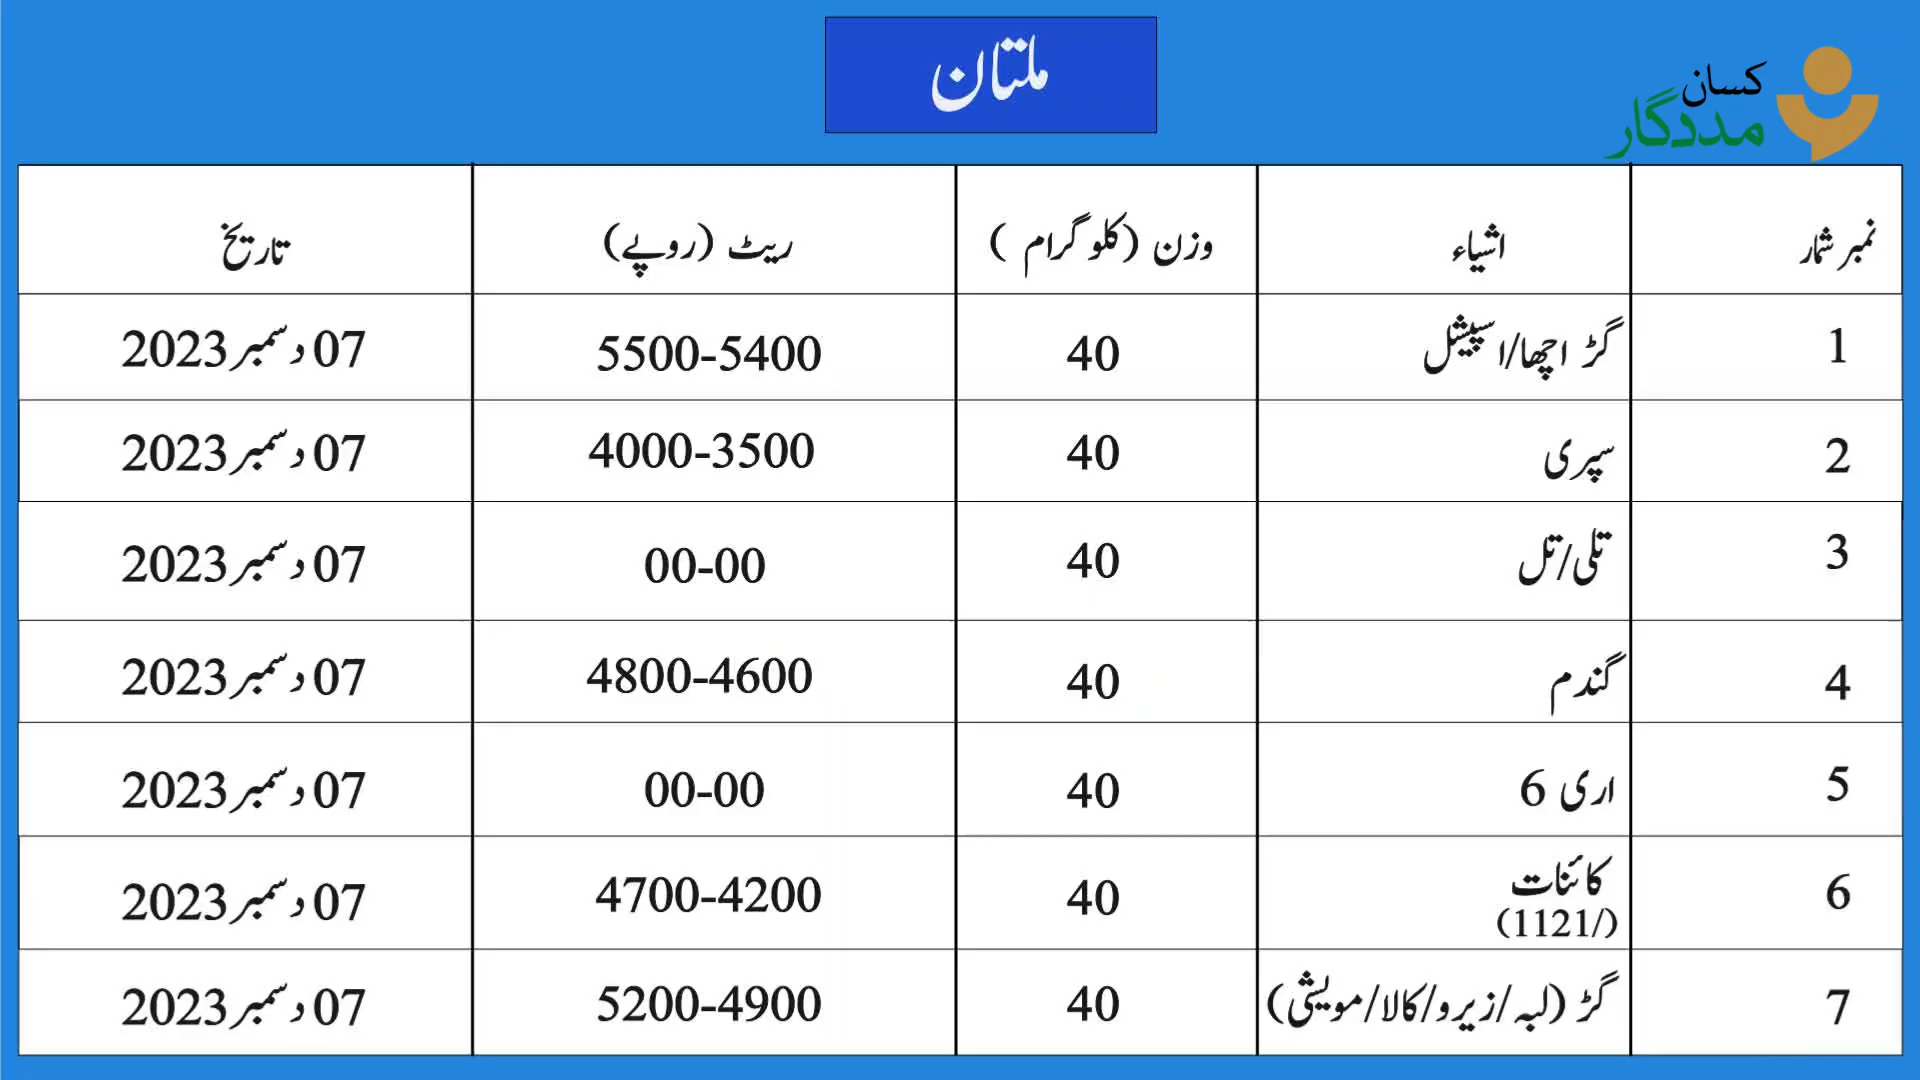 ملتان
کسان
مددگار
نمبر شمار اشیاء وزن (کلو گرام ) ریٹ (روپے) تاریخ
1 گڑ اچھا/اسپیشل 40 5500-5400 07 دسمبر 2023
2 سپری 40 4000-3500 07 دسمبر 2023
3 تلی/تل 40 00-00 07 دسمبر 2023
4 گندم 40 4800-4600 07 دسمبر 2023
5 اری 6 40 00-00 07 دسمبر 2023
6 کائنات 40 4700-4200 07 دسمبر 2023
(1121/)
7 گڑ (لبہ/زیرو/کالا/مویشی) 40 5200-4900 07 دسمبر 2023